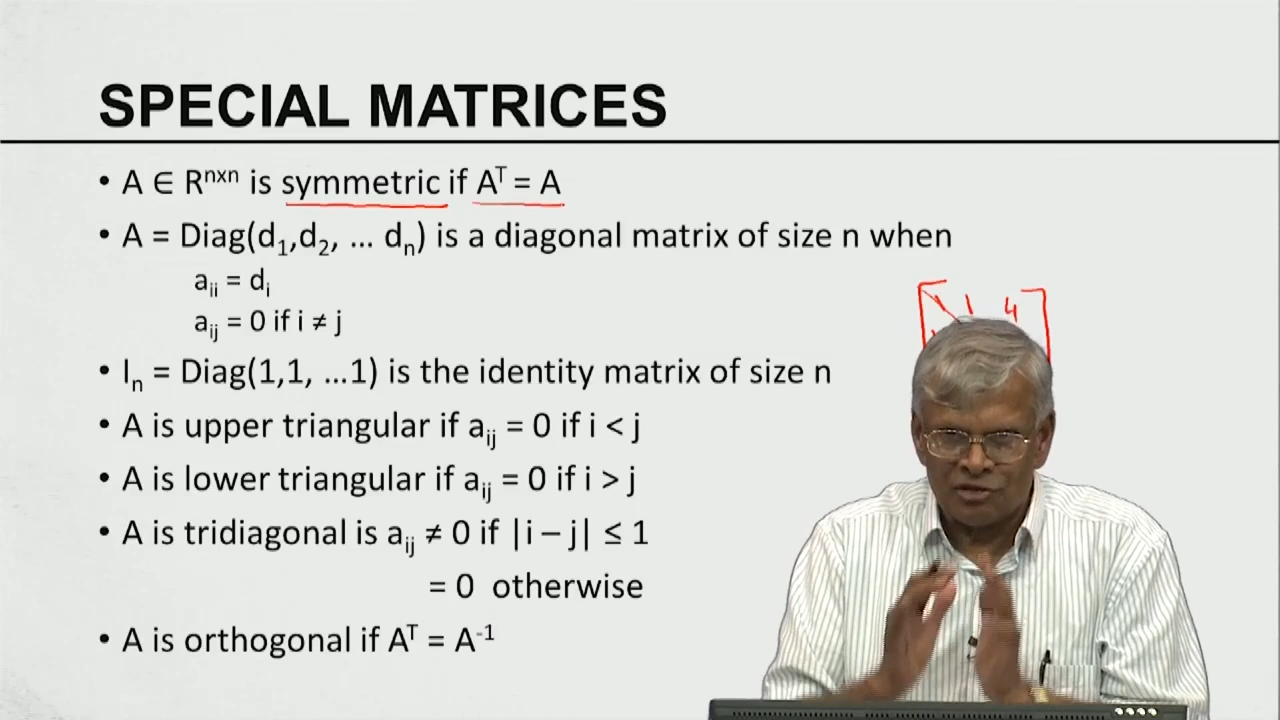 SPECIAL MATRICES
• A ∈ Rⁿˣⁿ is symmetric if Aᵀ = A
• A = Diag(d₁,d₂, … dₙ) is a diagonal matrix of size n when
aᵢᵢ = dᵢ
aᵢⱼ = 0 if i ≠ j
1 4
• Iₙ = Diag(1,1, …1) is the identity matrix of size n
• A is upper triangular if aᵢⱼ = 0 if i < j
• A is lower triangular if aᵢⱼ = 0 if i > j
• A is tridiagonal is aᵢⱼ ≠ 0 if |i – j| ≤ 1
= 0 otherwise
• A is orthogonal if Aᵀ = A⁻¹